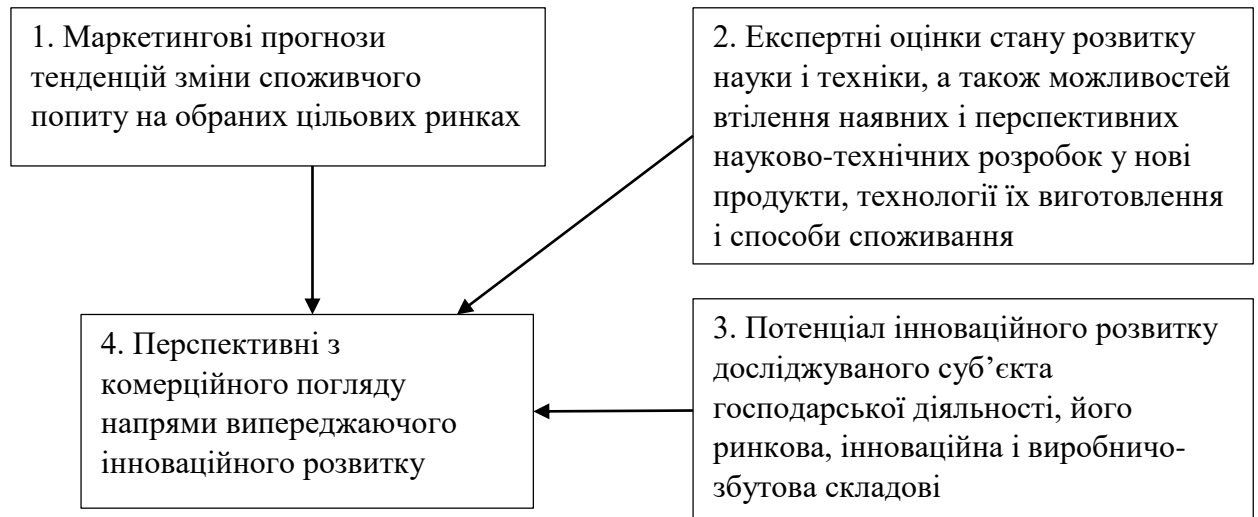 1. Маркетингові прогнози
тенденцій зміни споживчого
попиту на обраних цільових ринках
2. Експертні оцінки стану розвитку
науки і техніки, а також можливостей
втілення наявних і перспективних
науково-технічних розробок у нові
продукти, технології їх виготовлення
і способи споживання
3. Потенціал інноваційного розвитку
досліджуваного суб’єкта
господарської діяльності, його
ринкова, інноваційна і виробничо-
збутова складові
4. Перспективні з
комерційного погляду
напрями випереджаючого
інноваційного розвитку